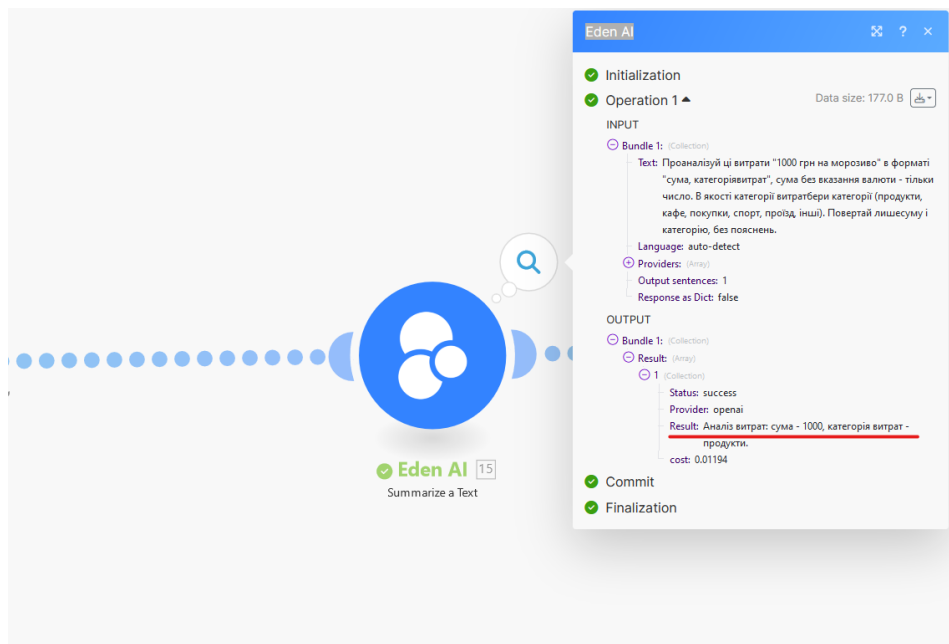 Eden AI
Initialization
Operation 1
Data size: 177.0 B
INPUT
Bundle 1: (Collection)
Text: Проаналізуй ці витрати "1000 грн на морозиво" в форматі
"сума, категоріявитрат", сума без вказання валюти - тільки
число. В якості категорії витратбери категорії (продукти,
кафе, покупки, спорт, проїзд, інші). Повертай лишесуму і
категорію, без пояснень.
Language: auto-detect
Providers: (Array)
Output sentences: 1
Response as Dict: false
OUTPUT
Bundle 1: (Collection)
Result: (Array)
1 (Collection)
Status: success
Provider: openai
Result: Аналіз витрат: сума - 1000, категорія витрат -
продукти.
cost: 0.01194
Commit
Finalization
Eden AI 15
Summarize a Text